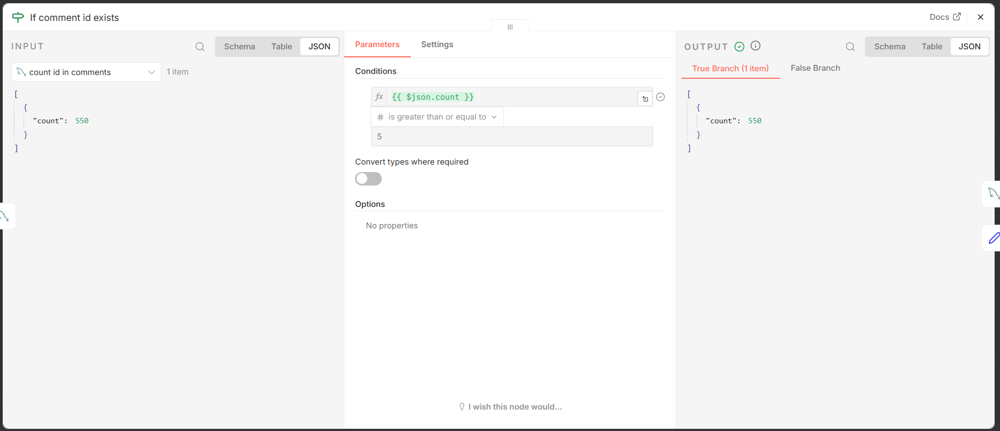 If comment id exists
Docs
INPUT
Schema Table JSON
count id in comments
1 item
[
{
"count": 550
}
]
Parameters Settings
Conditions
fx {{ $json.count }}
# is greater than or equal to
5
Convert types where required
Options
No properties
I wish this node would...
OUTPUT
Schema Table JSON
True Branch (1 item) False Branch
[
{
"count": 550
}
]